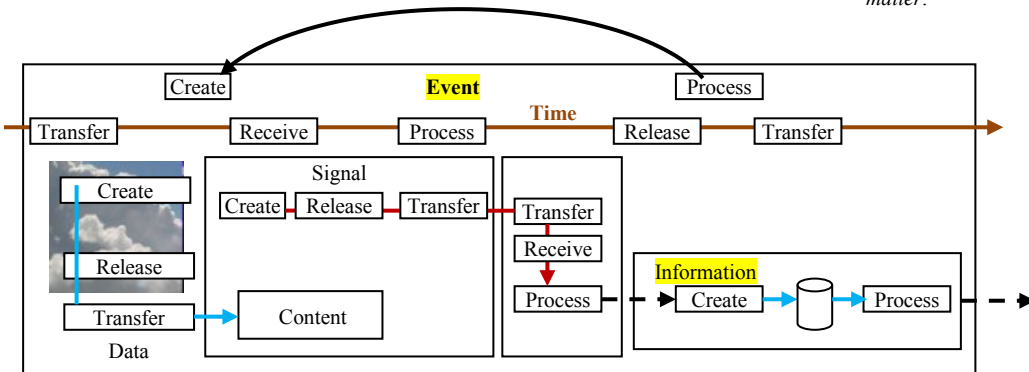 matter.
Create
Event
Process
Time
Transfer
Receive
Process
Release
Transfer
Signal
Create
Create
Release
Transfer
Transfer
Receive
Release
Information
Process
Create
Process
Transfer
Content
Data